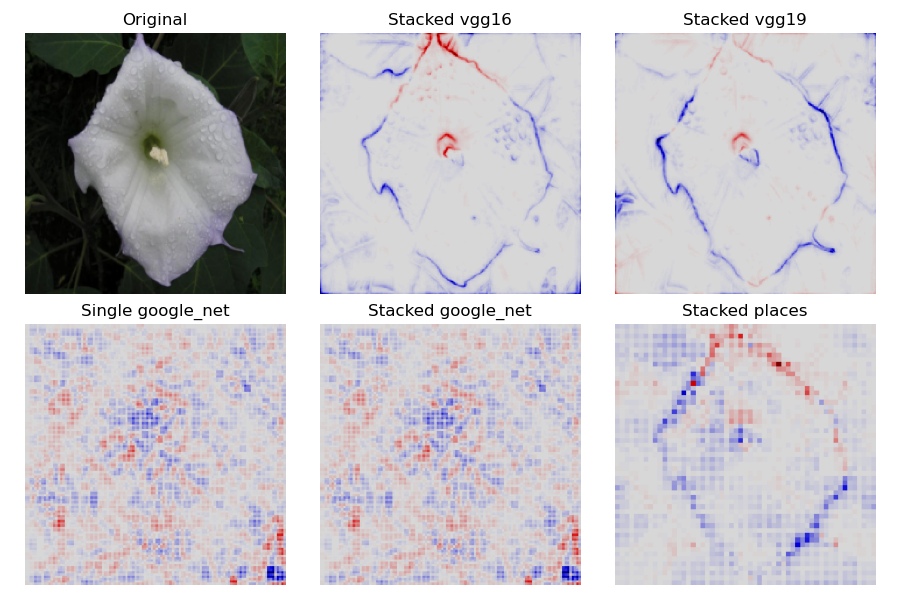 Original
Stacked vgg16
Stacked vgg19
Single google_net
Stacked google_net
Stacked places